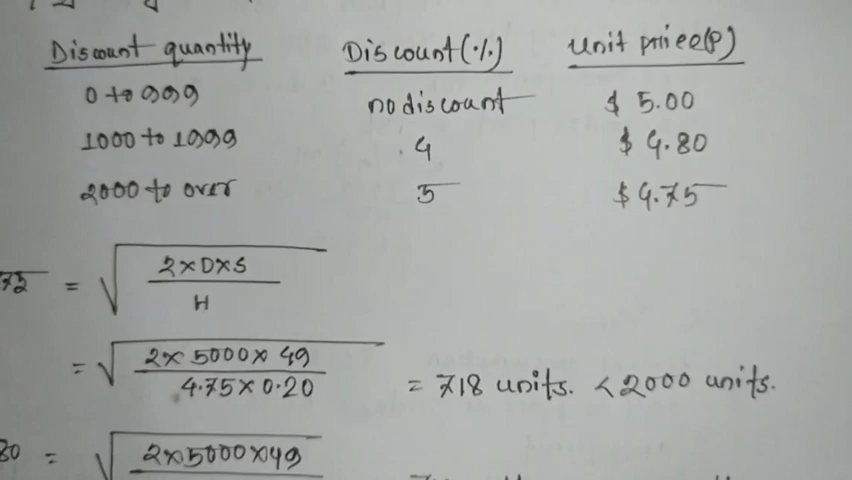 Discount quantity Discount(%) Unit price(P)
0 to 999 no discount $ 5.00
1000 to 1999 4 $ 4.80
2000 to over 5 $ 4.75
75 = √ 2×D×S
H
= √ 2× 5000× 49
4.75×0.20 = 718 units. <2000 units.
80 = √ 2×5000×49